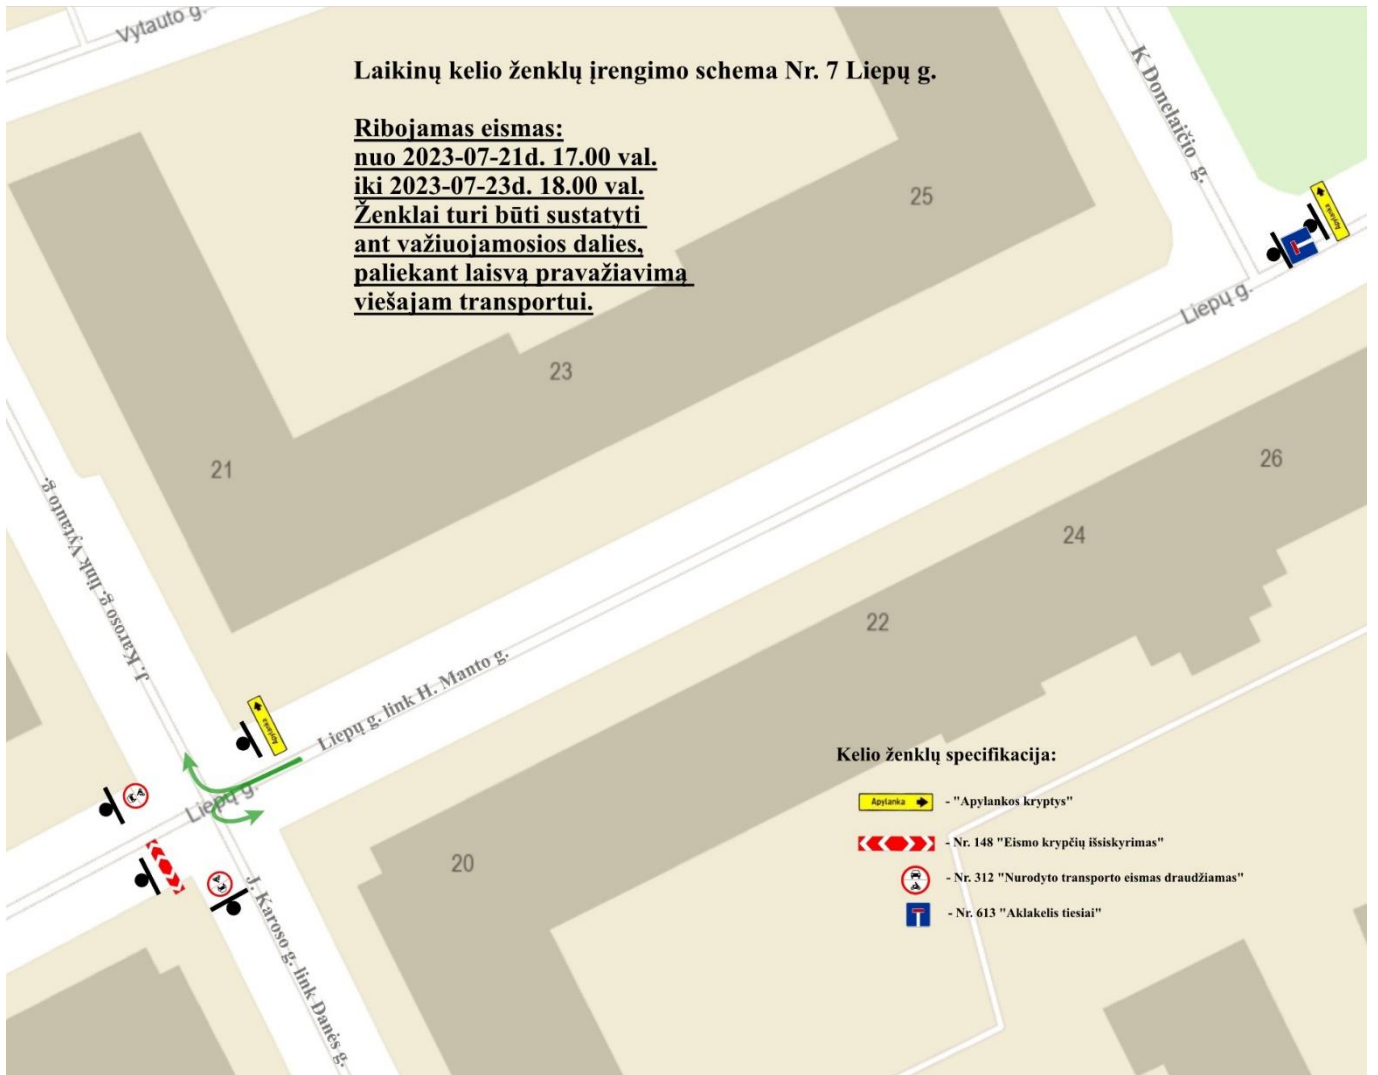 Vytauto g.
Laikinų kelio ženklų įrengimo schema Nr. 7 Liepų g.
Ribojamas eismas:
nuo 2023-07-21d. 17.00 val.
iki 2023-07-23d. 18.00 val.
Ženklai turi būti sustatyti
ant važiuojamosios dalies,
paliekant laisvą pravažiavimą
viešajam transportui.
K Donelaičio g.
25
Apylanka
Liepų g.
23
21
26
24
22
J. Karoso g. link Vytauto g.
Liepų g. link H. Manto g.
Apylanka
Liepų g.
20
J. Karoso g. link Danės g.
Kelio ženklų specifikacija:
Apylanka - "Apylankos kryptys"
- Nr. 148 "Eismo krypčių išsiskyrimas"
- Nr. 312 "Nurodyto transporto eismas draudžiamas"
- Nr. 613 "Aklakelis tiesiai"